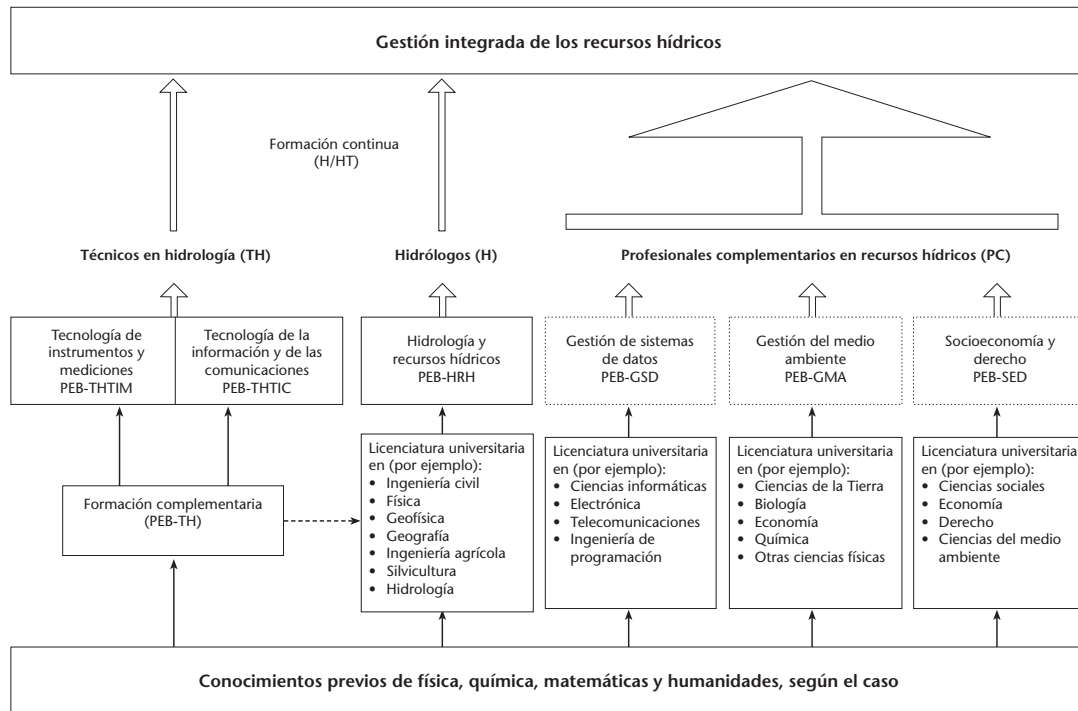 Gestión integrada de los recursos hídricos
Formación continua
(H/HT)
Técnicos en hidrología (TH)
Hidrólogos (H)
Profesionales complementarios en recursos hídricos (PC)
Tecnología de
instrumentos y
mediciones
PEB-THTIM
Tecnología de la
información y de las
comunicaciones
PEB-THTIC
Hidrología y
recursos hídricos
PEB-HRH
Gestión de sistemas
de datos
PEB-GSD
Gestión del medio
ambiente
PEB-GMA
Socioeconomía y
derecho
PEB-SED
Formación complementaria
(PEB-TH)
Licenciatura universitaria
en (por ejemplo):
• Ingeniería civil
• Física
• Geofísica
• Geografía
• Ingeniería agrícola
• Silvicultura
• Hidrología
Licenciatura universitaria
en (por ejemplo):
• Ciencias informáticas
• Electrónica
• Telecomunicaciones
• Ingeniería de
programación
Licenciatura universitaria
en (por ejemplo):
• Ciencias de la Tierra
• Biología
• Economía
• Química
• Otras ciencias físicas
Licenciatura universitaria
en (por ejemplo):
• Ciencias sociales
• Economía
• Derecho
• Ciencias del medio
ambiente
Conocimientos previos de física, química, matemáticas y humanidades, según el caso